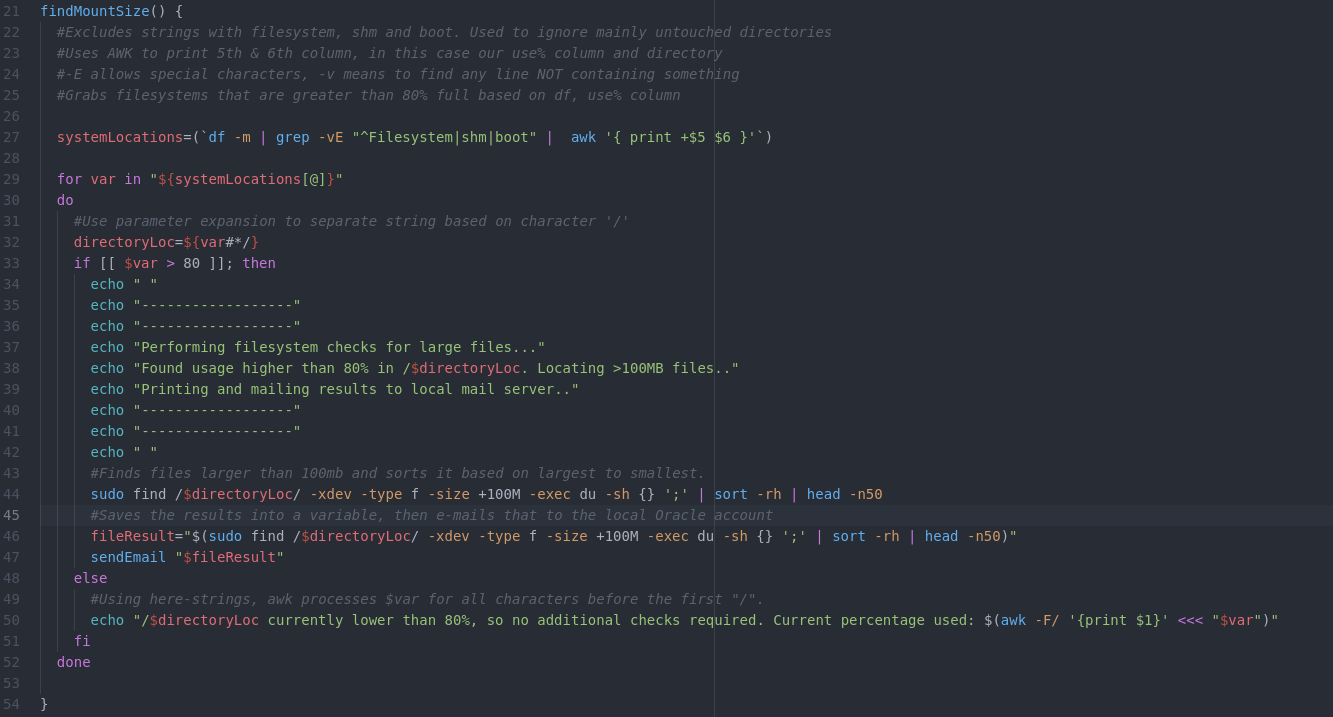 21 findMountSize() {
22   #Excludes strings with filesystem, shm and boot. Used to ignore mainly untouched directories
23   #Uses AWK to print 5th & 6th column, in this case our use% column and directory
24   #-E allows special characters, -v means to find any line NOT containing something
25   #Grabs filesystems that are greater than 80% full based on df, use% column
26
27   systemLocations=(`df -m | grep -vE "^Filesystem|shm|boot" |  awk '{ print +$5 $6 }'`)
28
29   for var in "${systemLocations[@]}"
30   do
31     #Use parameter expansion to separate string based on character '/'
32     directoryLoc=${var#*/}
33     if [[ $var > 80 ]]; then
34       echo " "
35       echo "------------------"
36       echo "------------------"
37       echo "Performing filesystem checks for large files..."
38       echo "Found usage higher than 80% in /$directoryLoc. Locating >100MB files.."
39       echo "Printing and mailing results to local mail server.."
40       echo "------------------"
41       echo "------------------"
42       echo " "
43       #Finds files larger than 100mb and sorts it based on largest to smallest.
44       sudo find /$directoryLoc/ -xdev -type f -size +100M -exec du -sh {} ';' | sort -rh | head -n50
45       #Saves the results into a variable, then e-mails that to the local Oracle account
46       fileResult="$(sudo find /$directoryLoc/ -xdev -type f -size +100M -exec du -sh {} ';' | sort -rh | head -n50)"
47       sendEmail "$fileResult"
48     else
49       #Using here-strings, awk processes $var for all characters before the first "/".
50       echo "/$directoryLoc currently lower than 80%, so no additional checks required. Current percentage used: $(awk -F/ '{print $1}' <<< "$var")"
51     fi
52   done
53
54 }